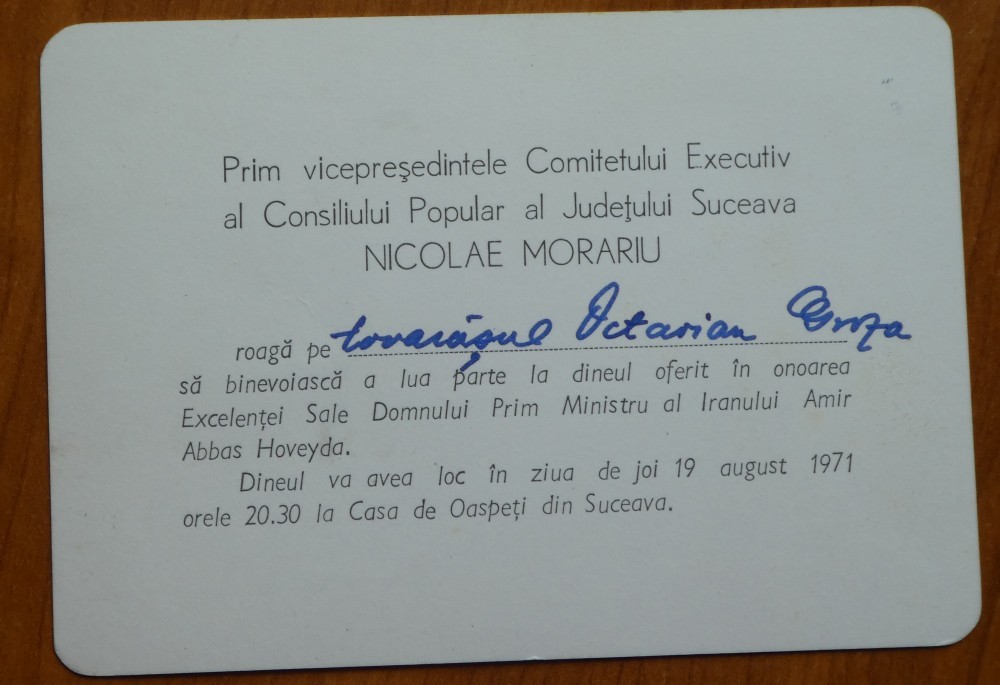 Prim vicepreşedintele Comitetului Executiv
al Consiliului Popular al Judeţului Suceava
NICOLAE MORARIU
roagă pe tovarășul Octavian Groza
să binevoiască a lua parte la dineul oferit în onoarea
Excelenţei Sale Domnului Prim Ministru al Iranului Amir
Abbas Hoveyda.
Dineul va avea loc în ziua de joi 19 august 1971
orele 20.30 la Casa de Oaspeţi din Suceava.